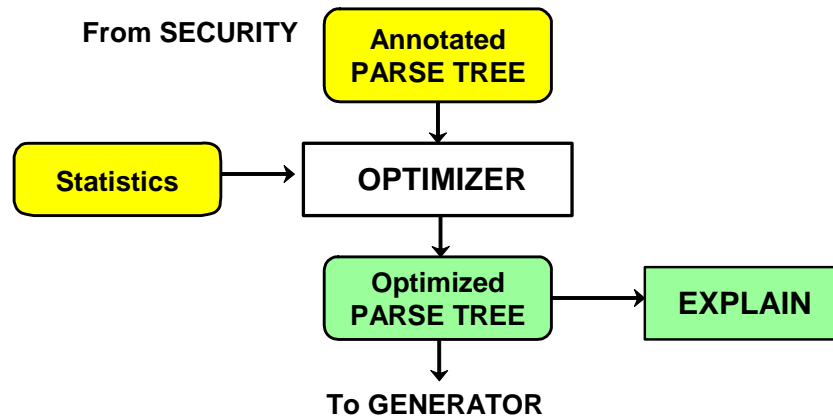 From SECURITY
Annotated
PARSE TREE
Statistics
OPTIMIZER
Optimized
PARSE TREE
EXPLAIN
To GENERATOR